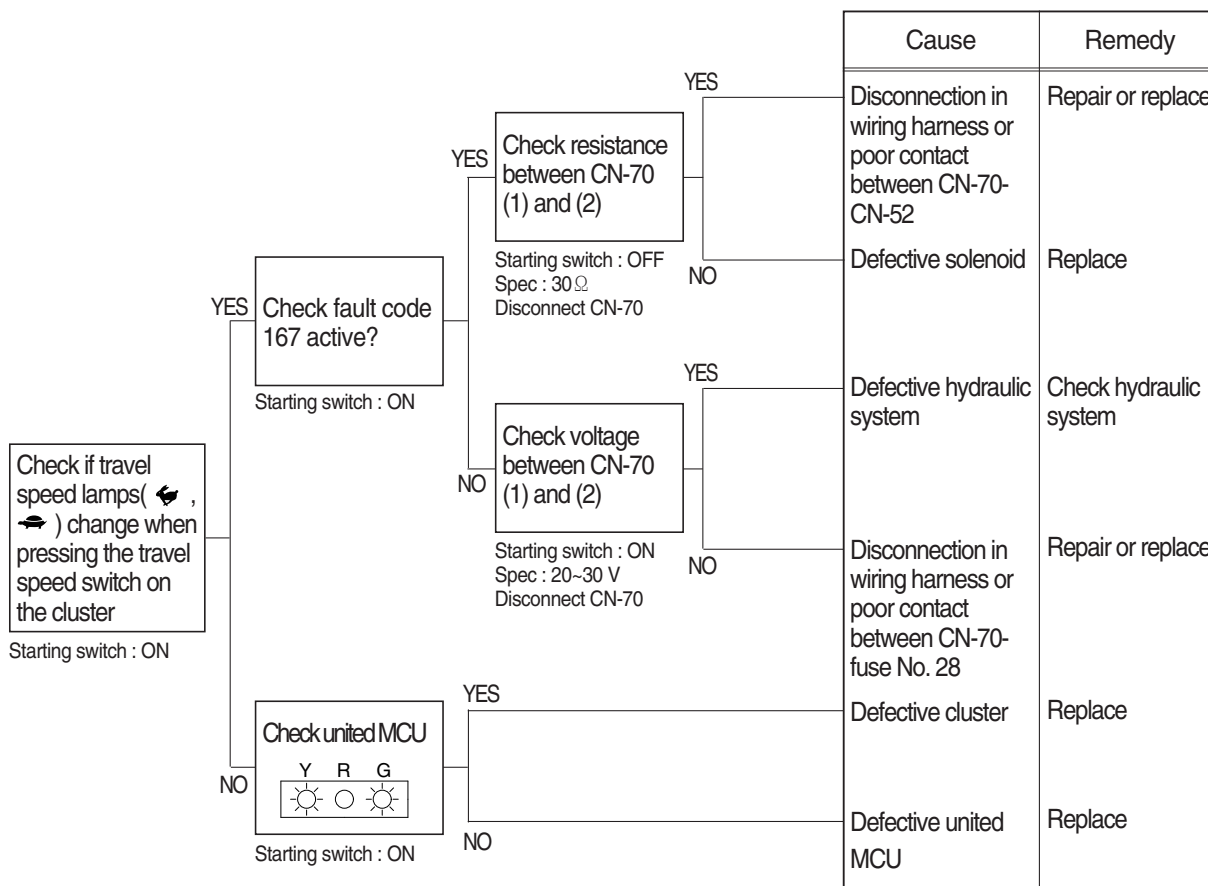 Cause
Remedy
YES
Disconnection in
wiring harness or
poor contact
between CN-70-
CN-52
Repair or replace
YES
Check resistance
between CN-70
(1) and (2)
Starting switch : OFF
Spec : 30Ω
Disconnect CN-70
NO
Defective solenoid
Replace
YES
Check fault code
167 active?
Starting switch : ON
YES
Defective hydraulic
system
Check hydraulic
system
NO
Check voltage
between CN-70
(1) and (2)
Starting switch : ON
Spec : 20~30 V
Disconnect CN-70
NO
Disconnection in
wiring harness or
poor contact
between CN-70-
fuse No. 28
Repair or replace
Check if travel
speed lamps( ,
) change when
pressing the travel
speed switch on
the cluster
Starting switch : ON
NO
Check united MCU
Y R G
Starting switch : ON
YES
Defective cluster
Replace
NO
Defective united
MCU
Replace